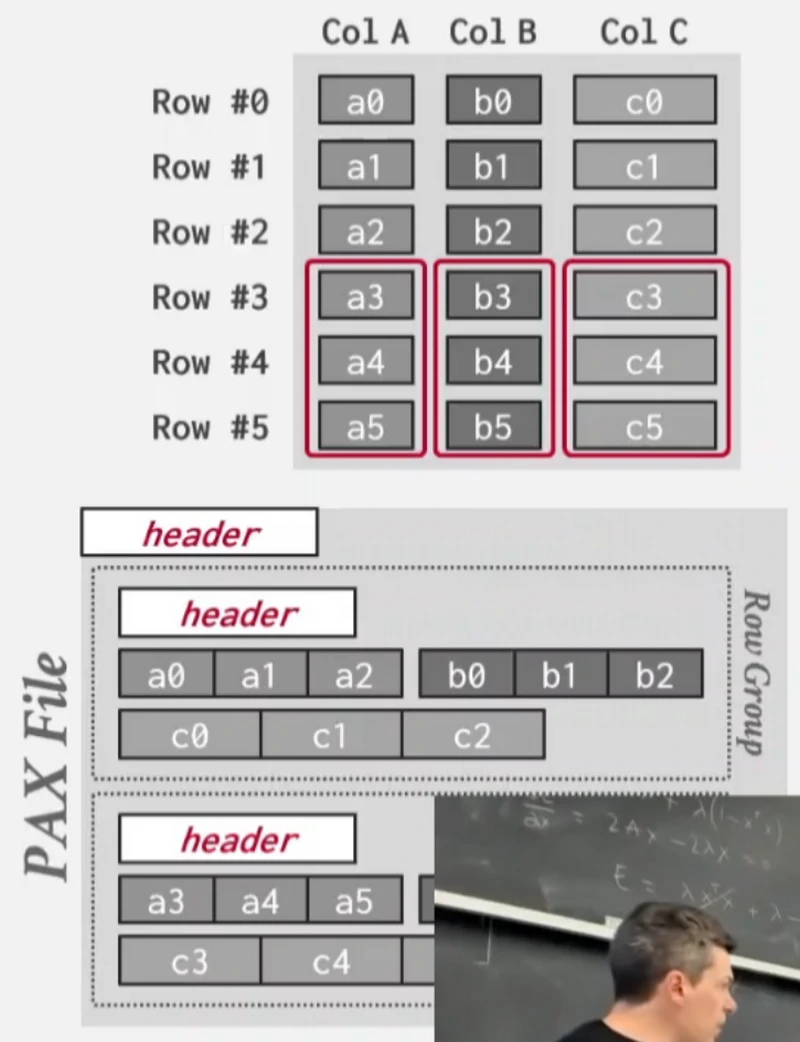 Col A Col B Col C
Row #0 a0 b0 c0
Row #1 a1 b1 c1
Row #2 a2 b2 c2
Row #3 a3 b3 c3
Row #4 a4 b4 c4
Row #5 a5 b5 c5
PAX File
header
Row Group
header
a0 a1 a2 b0 b1 b2
c0 c1 c2
header
a3 a4 a5
c3 c4
2Ax - 2λx =
E =